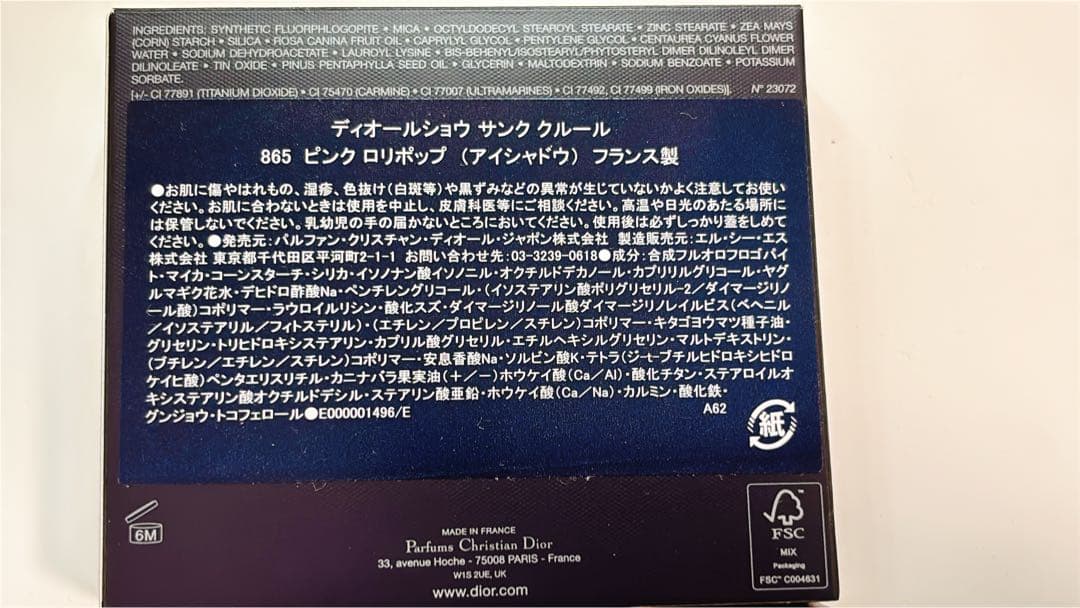 INGREDIENTS: SYNTHETIC FLUORPHLOGOPITE • MICA • OCTYLDODECYL STEAROYL STEARATE • ZINC STEARATE • ZEA MAYS
(CORN) STARCH • SILICA • ROSA CANINA FRUIT OIL • CAPRYLYL GLYCOL • PENTYLENE GLYCOL • CENTAUREA CYANUS FLOWER
WATER • SODIUM DEHYDROACETATE • LAUROYL LYSINE • BIS-BEHENYL/ISOSTEARYL/PHYTOSTERYL DIMER DILINOLEYL DIMER
DILINOLEATE • TIN OXIDE • PINUS PENTAPHYLLA SEED OIL • GLYCERIN • MALTODEXTRIN • SODIUM BENZOATE • POTASSIUM
SORBATE.
[+/- CI 77891 (TITANIUM DIOXIDE) • CI 75470 (CARMINE) • CI 77007 (ULTRAMARINES) • CI 77492, CI 77499 (IRON OXIDES)]. N° 23072
ディオールショウ サンク クルール
865 ピンク ロリポップ (アイシャドウ) フランス製
●お肌に傷やはれもの、湿疹、色抜け(白斑等)や黒ずみなどの異常が生じていないかよく注意してお使い
ください。お肌に合わないときは使用を中止し、皮膚科医等にご相談ください。高温や日光のあたる場所に
は保管しないでください。乳幼児の手の届かないところにおいてください。使用後は必ずしっかり蓋をしめて
ください。●発売元:パルファン・クリスチャン・ディオール・ジャポン株式会社 製造販売元:エル・シー・エス
株式会社 東京都千代田区平河町2-1-1 お問い合わせ先:03-3239-0618●成分:合成フルオロフロゴパイ
ト・マイカ・コーンスターチ・シリカ・イソノナン酸イソノニル・オクチルドデカノール・カプリリルグリコール・ヤグ
ルマギク花水・デヒドロ酢酸Na・ペンチレングリコール・(イソステアリン酸ポリグリセリル-2/ダイマージリノ
ール酸)コポリマー・ラウロイルリシン・酸化スズ・ダイマージリノール酸ダイマージリノレイルビス(ベヘニル
/イソステアリル/フィトステリル)・(エチレン/プロピレン/スチレン)コポリマー・キタゴヨウマツ種子油・
グリセリン・トリヒドロキシステアリン・カプリル酸グリセリル・エチルヘキシルグリセリン・マルトデキストリン・
(ブチレン/エチレン/スチレン)コポリマー・安息香酸Na・ソルビン酸K・テトラ(ジ-t-ブチルヒドロキシヒドロ
ケイヒ酸)ペンタエリスリチル・カニナバラ果実油(+/-)ホウケイ酸(Ca/Al)・酸化チタン・ステアロイルオ
キシステアリン酸オクチルドデシル・ステアリン酸亜鉛・ホウケイ酸(Ca/Na)・カルミン・酸化鉄・
グンジョウ・トコフェロール●E000001496/E A62
紙
6M
MADE IN FRANCE
Parfums Christian Dior
33, avenue Hoche - 75008 PARIS - France
W1S 2UE, UK
www.dior.com
FSC
MIX
Packaging
FSC™ C004631